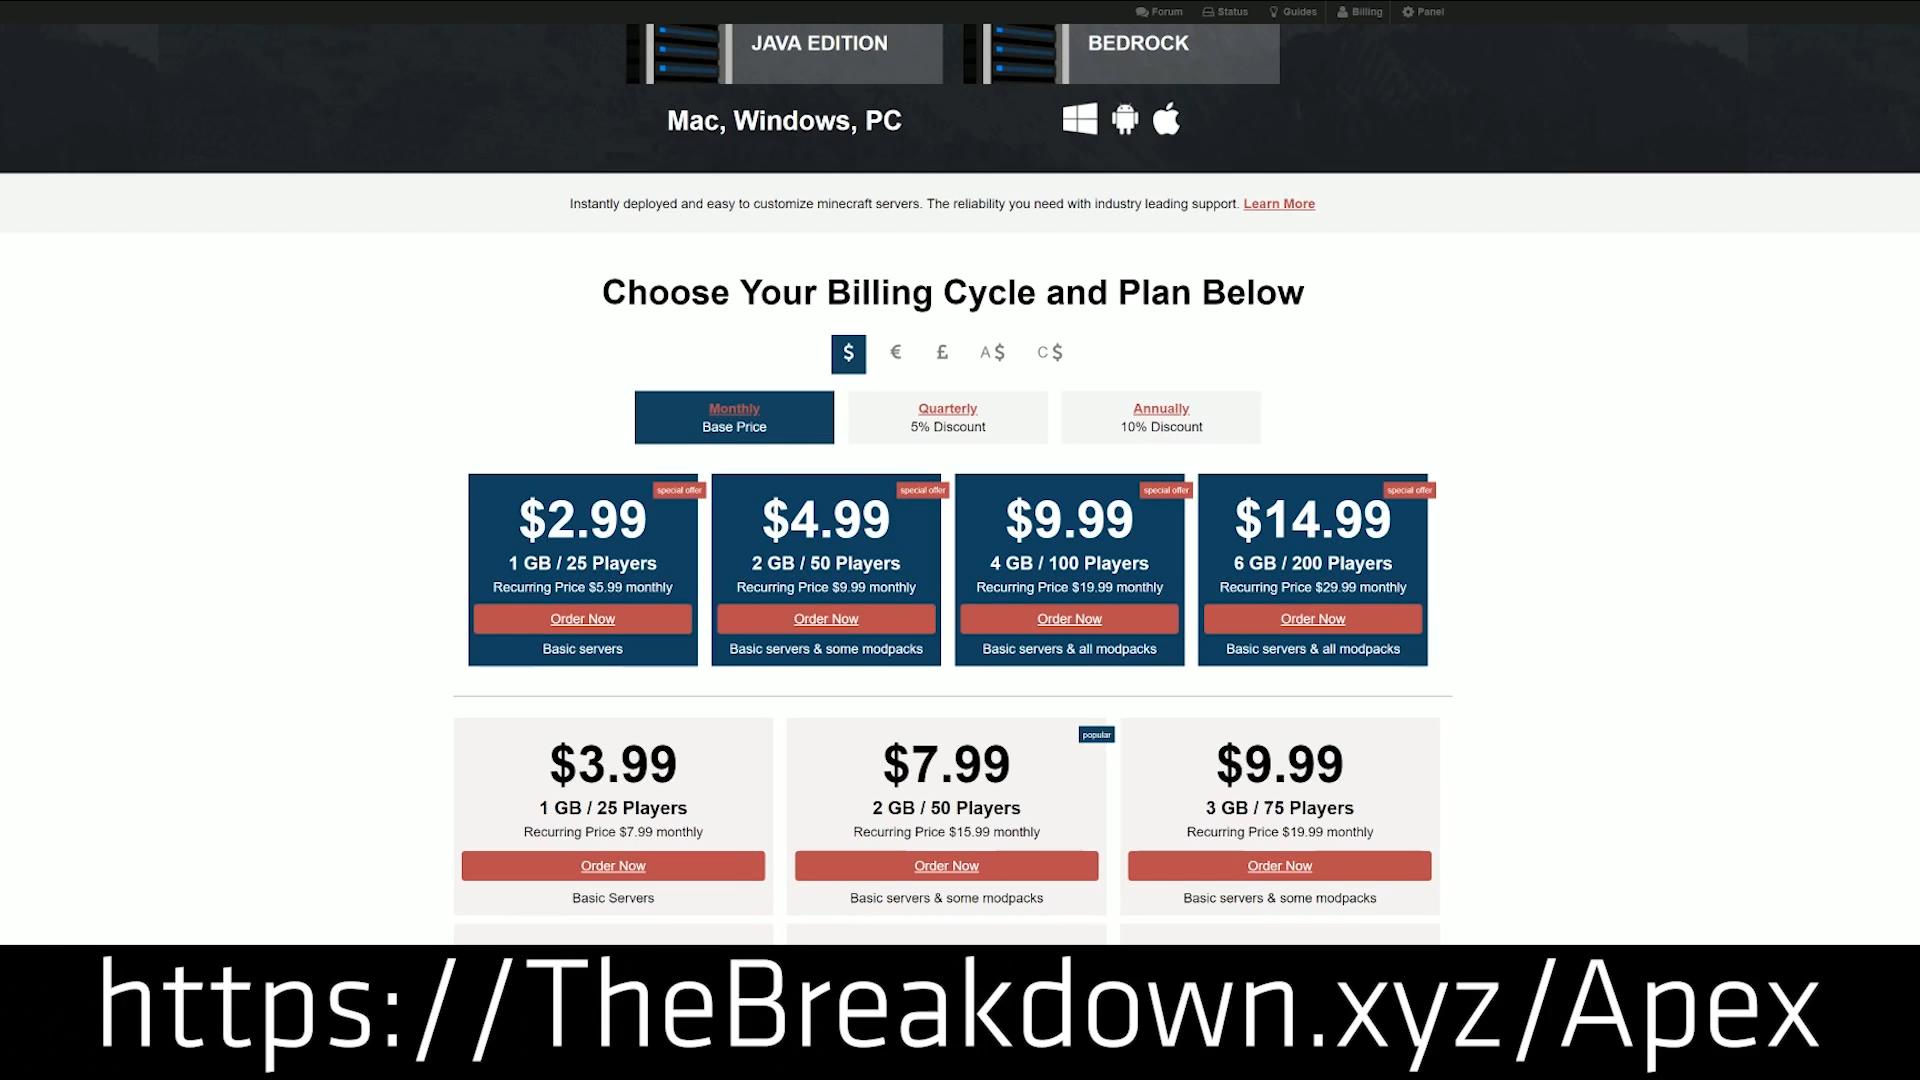 Forum Status Guides Billing Panel
JAVA EDITION BEDROCK
Mac, Windows, PC
Instantly deployed and easy to customize minecraft servers. The reliability you need with industry leading support. Learn More
Choose Your Billing Cycle and Plan Below
$ € £ A$ C$
Monthly Quarterly Annually
Base Price 5% Discount 10% Discount
special offer special offer special offer special offer
$2.99 $4.99 $9.99 $14.99
1 GB / 25 Players 2 GB / 50 Players 4 GB / 100 Players 6 GB / 200 Players
Recurring Price $5.99 monthly Recurring Price $9.99 monthly Recurring Price $19.99 monthly Recurring Price $29.99 monthly
Order Now Order Now Order Now Order Now
Basic servers Basic servers & some modpacks Basic servers & all modpacks Basic servers & all modpacks
popular
$3.99 $7.99 $9.99
1 GB / 25 Players 2 GB / 50 Players 3 GB / 75 Players
Recurring Price $7.99 monthly Recurring Price $15.99 monthly Recurring Price $19.99 monthly
Order Now Order Now Order Now
Basic Servers Basic servers & some modpacks Basic servers & some modpacks
https://TheBreakdown.xyz/Apex